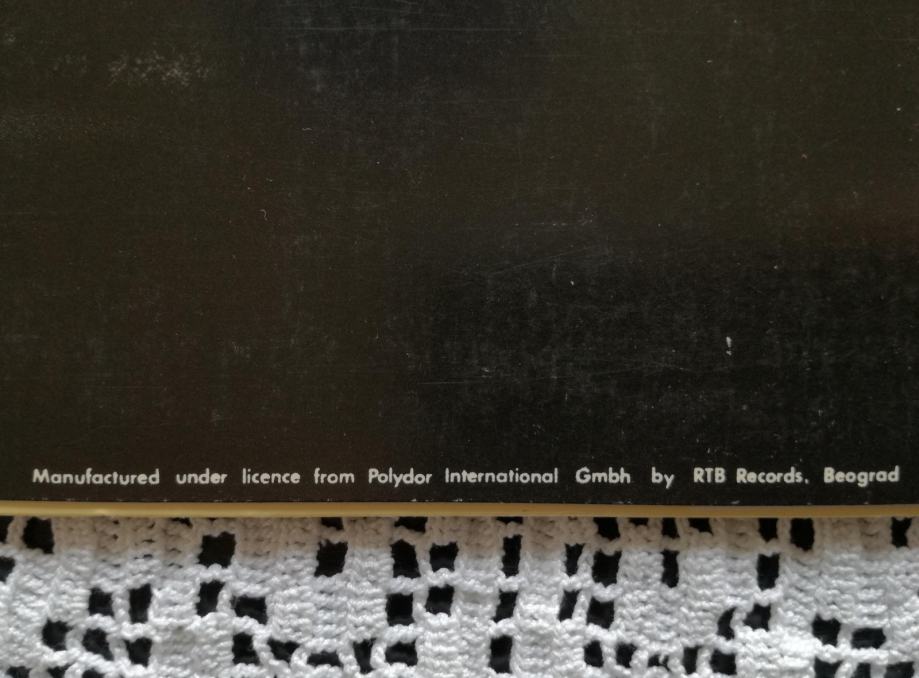 Manufactured under licence from Polydor International Gmbh by RTB Records. Beograd